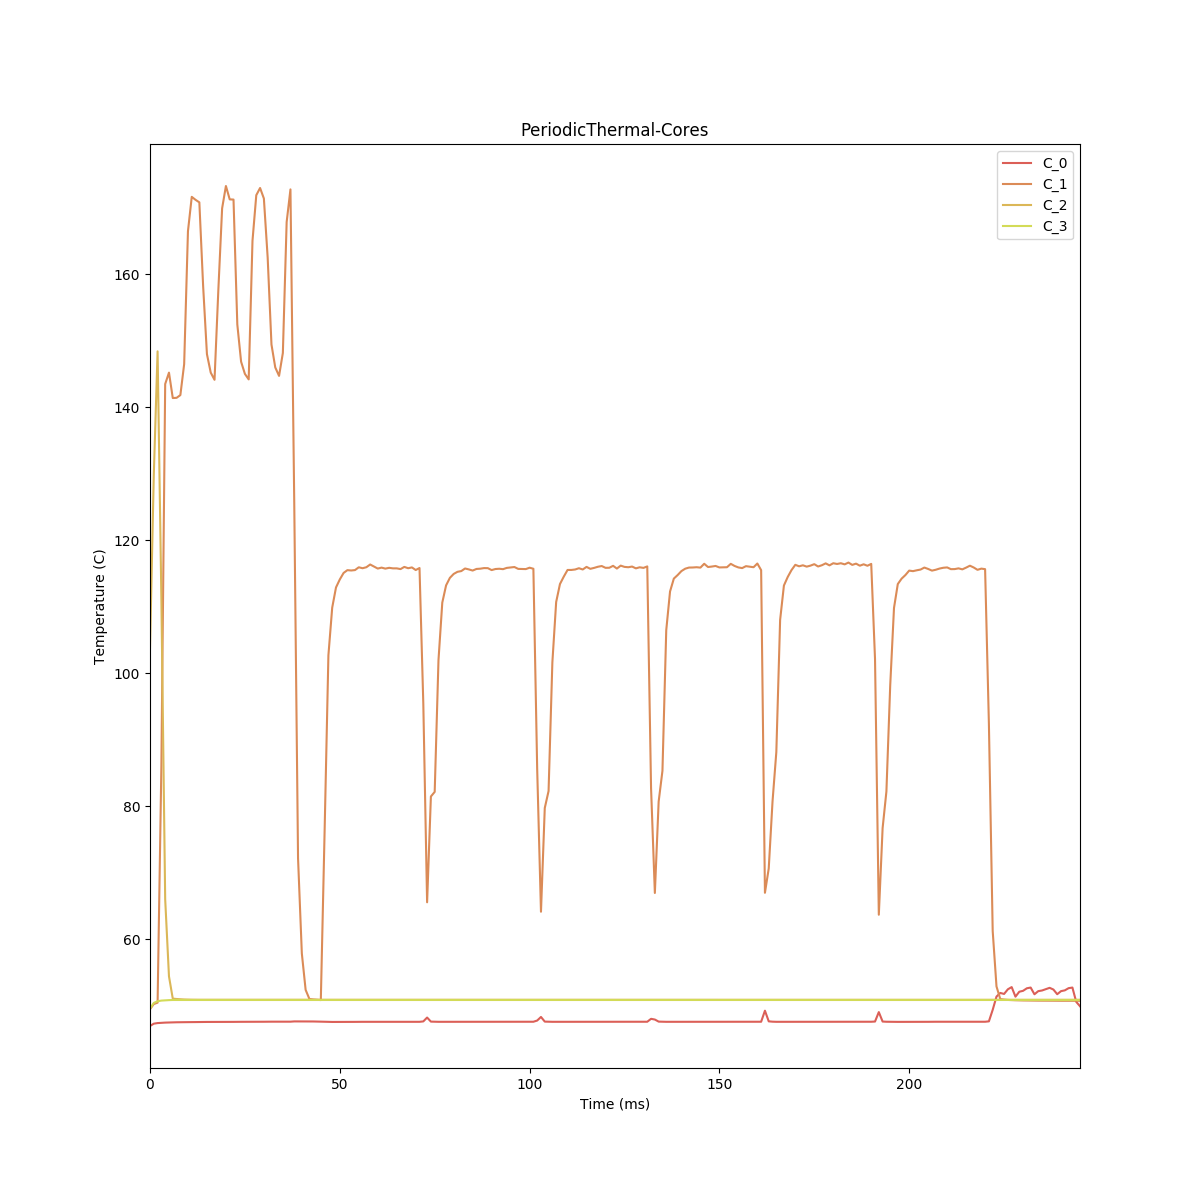 PeriodicThermal-Cores
C_0
C_1
C_2
C_3
160
140
120
100
80
60
Temperature (C)
0 50 100 150 200
Time (ms)